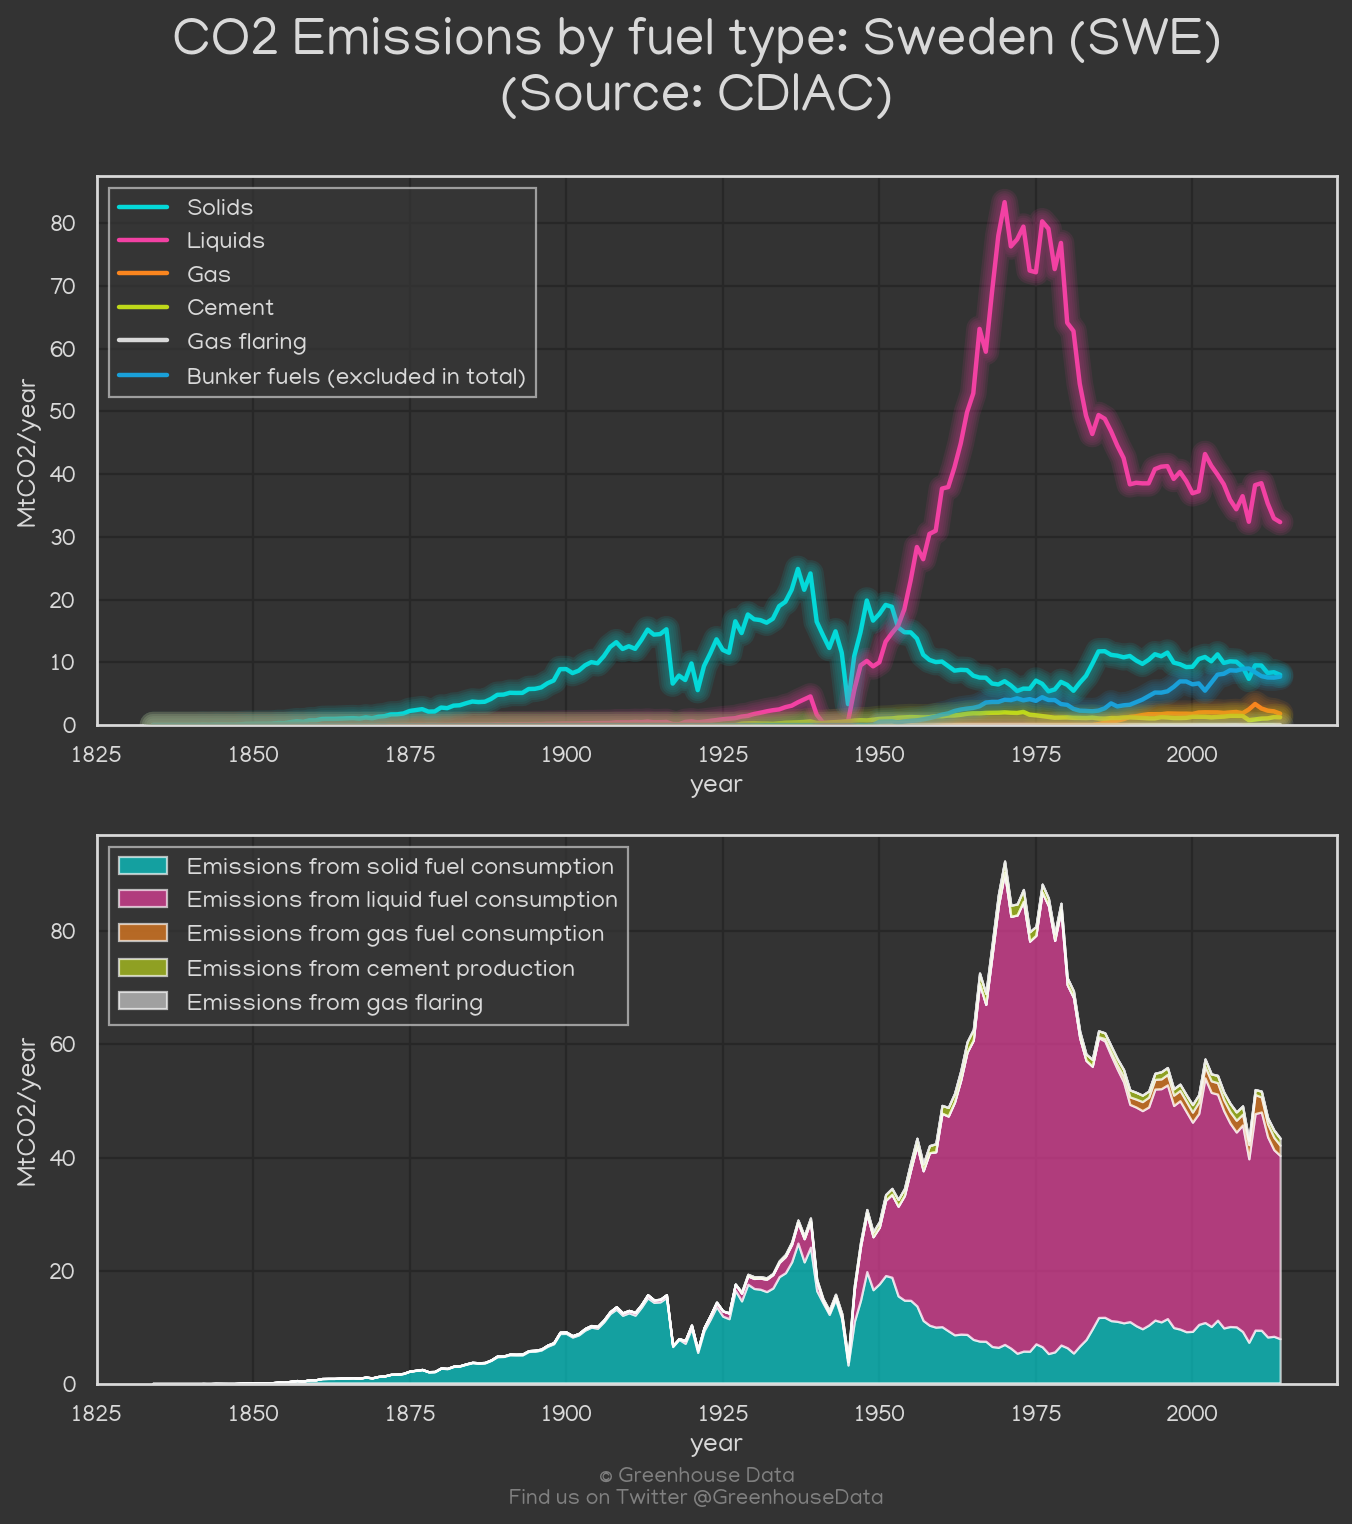 CO2 Emissions by fuel type: Sweden (SWE)
(Source: CDIAC)
Solids
Liquids
Gas
Cement
Gas flaring
Bunker fuels (excluded in total)
MtCO2/year
80
70
60
50
40
30
20
10
0
1825 1850 1875 1900 1925 1950 1975 2000
year
Emissions from solid fuel consumption
Emissions from liquid fuel consumption
Emissions from gas fuel consumption
Emissions from cement production
Emissions from gas flaring
MtCO2/year
80
60
40
20
0
1825 1850 1875 1900 1925 1950 1975 2000
year
© Greenhouse Data
Find us on Twitter @GreenhouseData